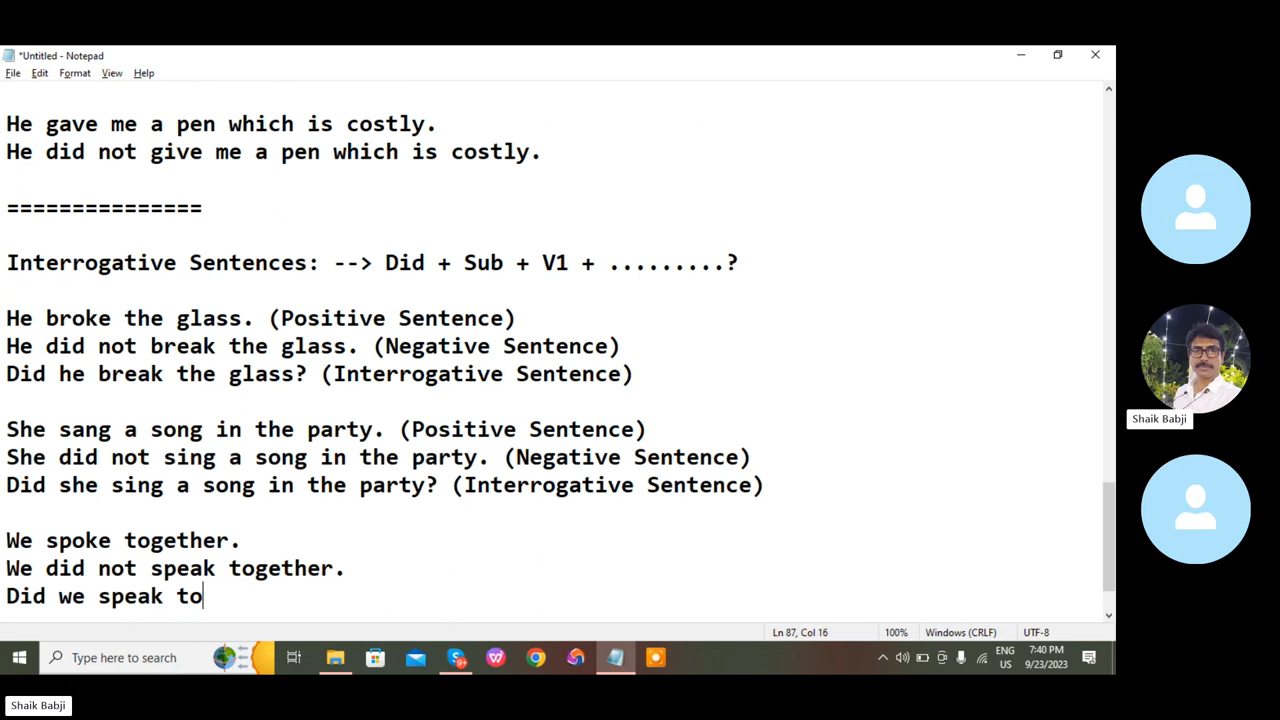 *Untitled - Notepad
File Edit Format View Help
He gave me a pen which is costly.
He did not give me a pen which is costly.
===============
Interrogative Sentences: --> Did + Sub + V1 + .........?
He broke the glass. (Positive Sentence)
He did not break the glass. (Negative Sentence)
Did he break the glass? (Interrogative Sentence)
She sang a song in the party. (Positive Sentence)
She did not sing a song in the party. (Negative Sentence)
Did she sing a song in the party? (Interrogative Sentence)
We spoke together.
We did not speak together.
Did we speak to
Shaik Babji
Ln 87, Col 16 100% Windows (CRLF) UTF-8
Type here to search
ENG
US
7:40 PM
9/23/2023
Shaik Babji